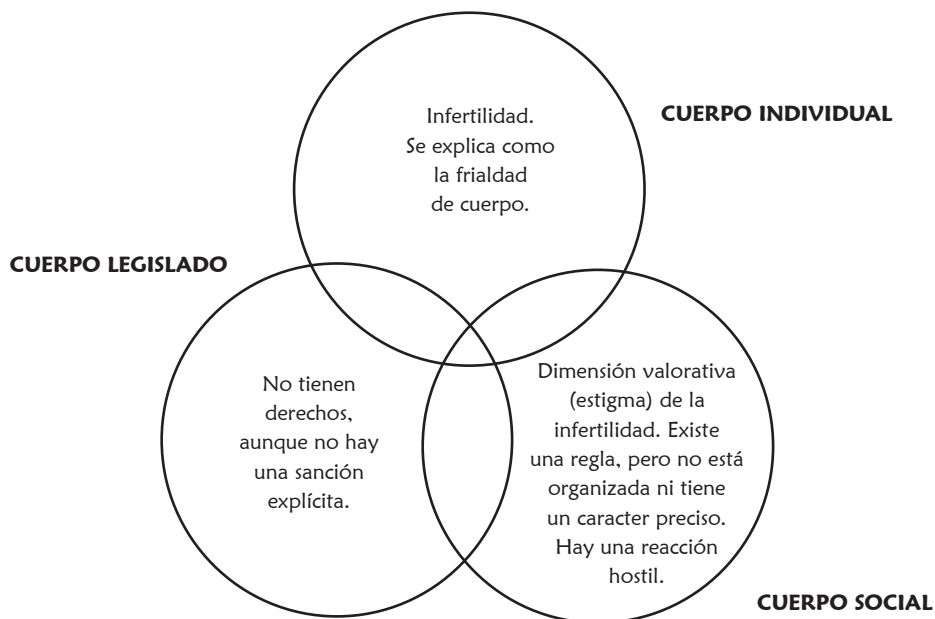 CUERPO INDIVIDUAL
Infertilidad.
Se explica como
la frialdad
de cuerpo.
CUERPO LEGISLADO
No tienen
derechos,
aunque no hay
una sanción
explícita.
Dimensión valorativa
(estigma) de la
infertilidad. Existe
una regla, pero no está
organizada ni tiene
un caracter preciso.
Hay una reacción
hostil.
CUERPO SOCIAL